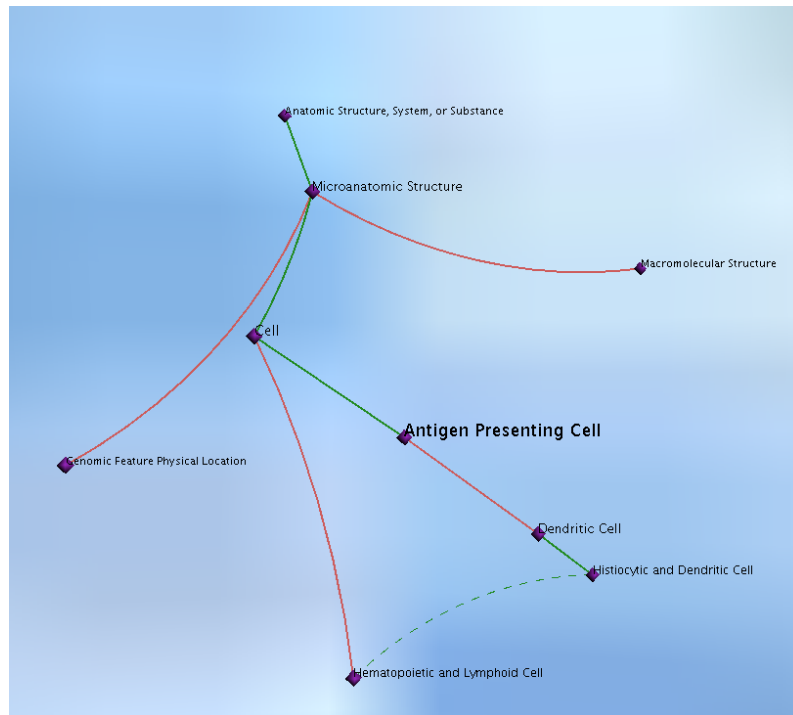 Anatomic Structure, System, or Substance
Microanatomic Structure
Macromolecular Structure
Cell
Antigen Presenting Cell
Genomic Feature Physical Location
Dendritic Cell
Histiocytic and Dendritic Cell
Hematopoietic and Lymphoid Cell